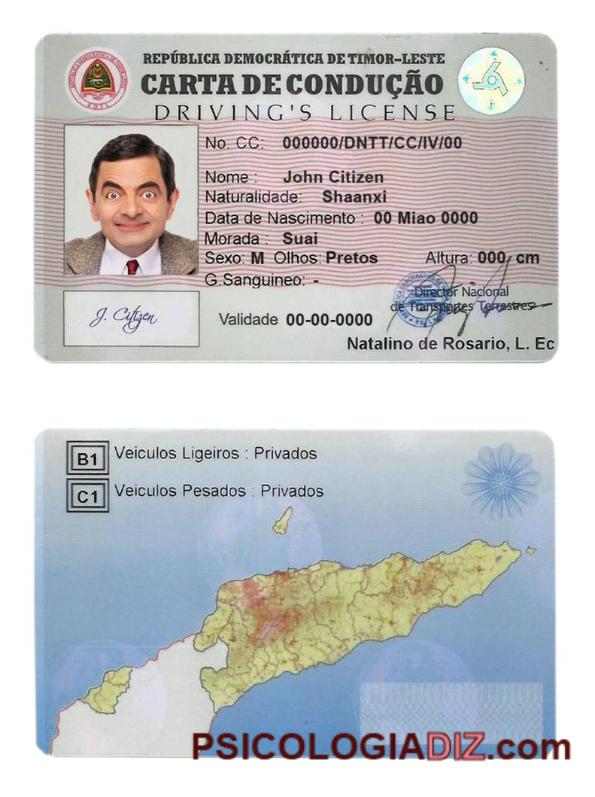 REPÚBLICA DEMOCRÁTICA DE TIMOR-LESTE
CARTA DE CONDUÇÃO
DRIVING'S LICENSE
No. CC: 000000/DNTT/CC/IV/00
Nome : John Citizen
Naturalidade: Shaanxi
Data de Nascimento : 00 Miao 0000
Morada : Suai
Sexo: M Olhos: Pretos Altura: 000, cm
G.Sanguineo: -
Director Nacional
de Transportes Terrestres
J. Citizen
Validade 00-00-0000
Natalino de Rosario, L. Ec
B1 Veiculos Ligeiros : Privados
C1 Veiculos Pesados : Privados
PSICOLOGIADIZ.com